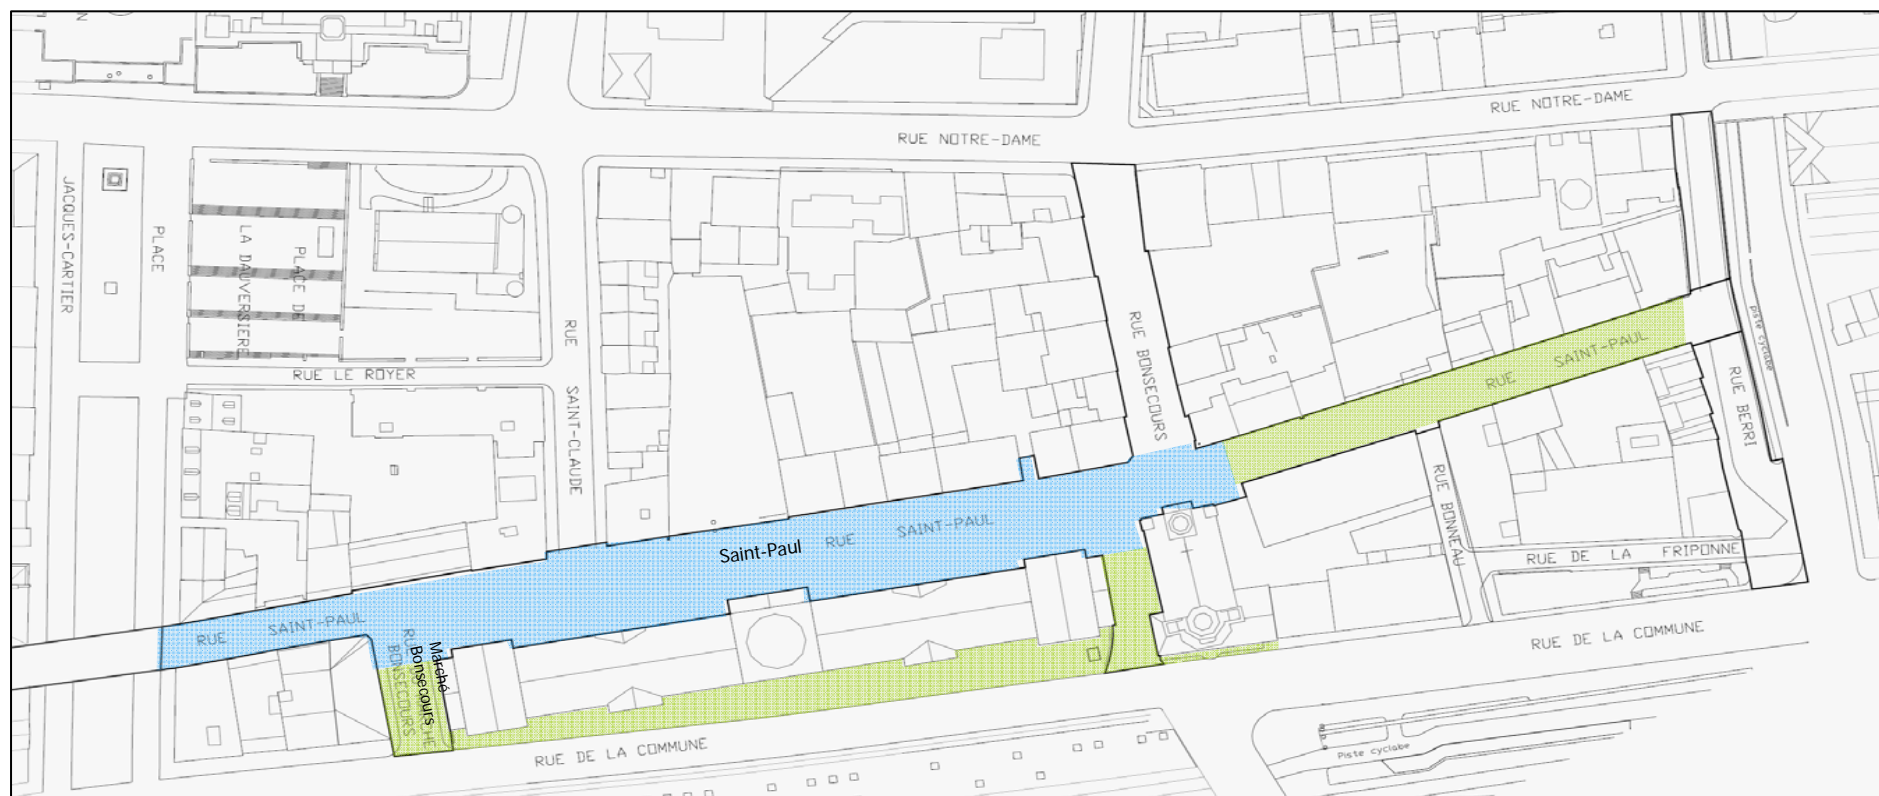 N
RUE NOTRE-DAME
RUE NOTRE-DAME
JACQUES-CARTIER
PLACE
PLACE DE
LA DAUVERSIERE
RUE LE ROYER
RUE
SAINT-CLAUDE
RUE BONSECOURS
RUE SAINT-PAUL
Piste cyclabe
RUE BERRI
RUE BONNEAU
RUE DE LA FRIPONNE
RUE SAINT-PAUL
Saint-Paul
RUE SAINT-PAUL
Marché
Bonsecours
BONSECOURS
RUE DE LA COMMUNE
RUE DE LA COMMUNE
Piste cyclabe